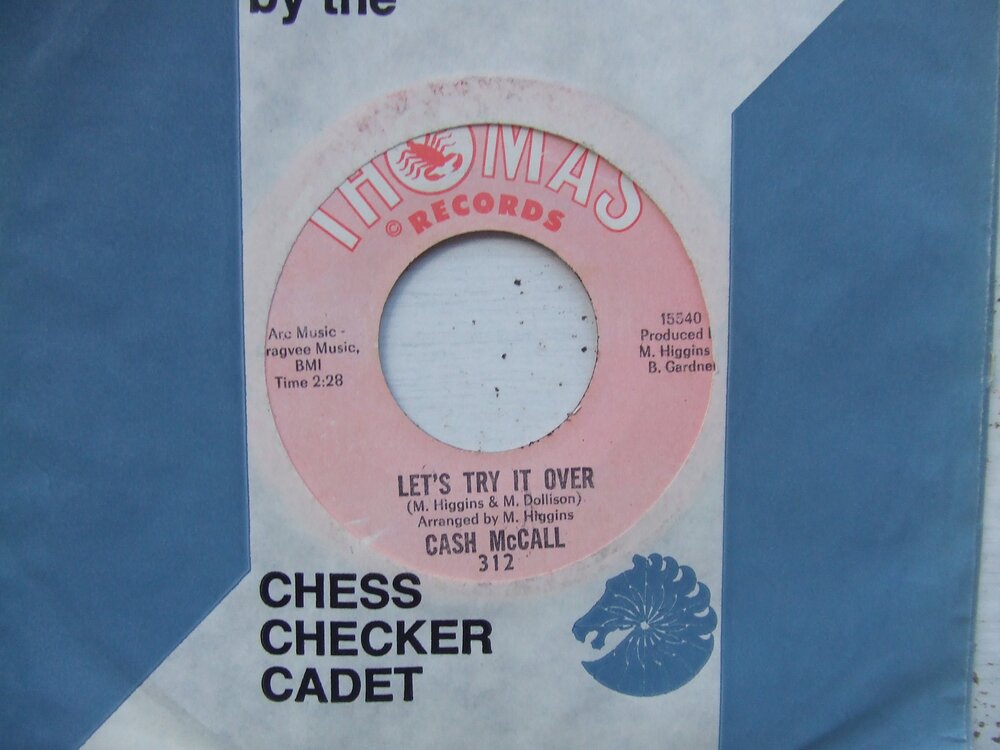 by the
THOMAS
© RECORDS
Arc Music -
ragvee Music,
BMI
Time 2:28
15540
Produced
M. Higgins
B. Gardner
LET'S TRY IT OVER
(M. Higgins & M. Dollison)
Arranged by M. Higgins
CASH McCALL
312
CHESS
CHECKER
CADET